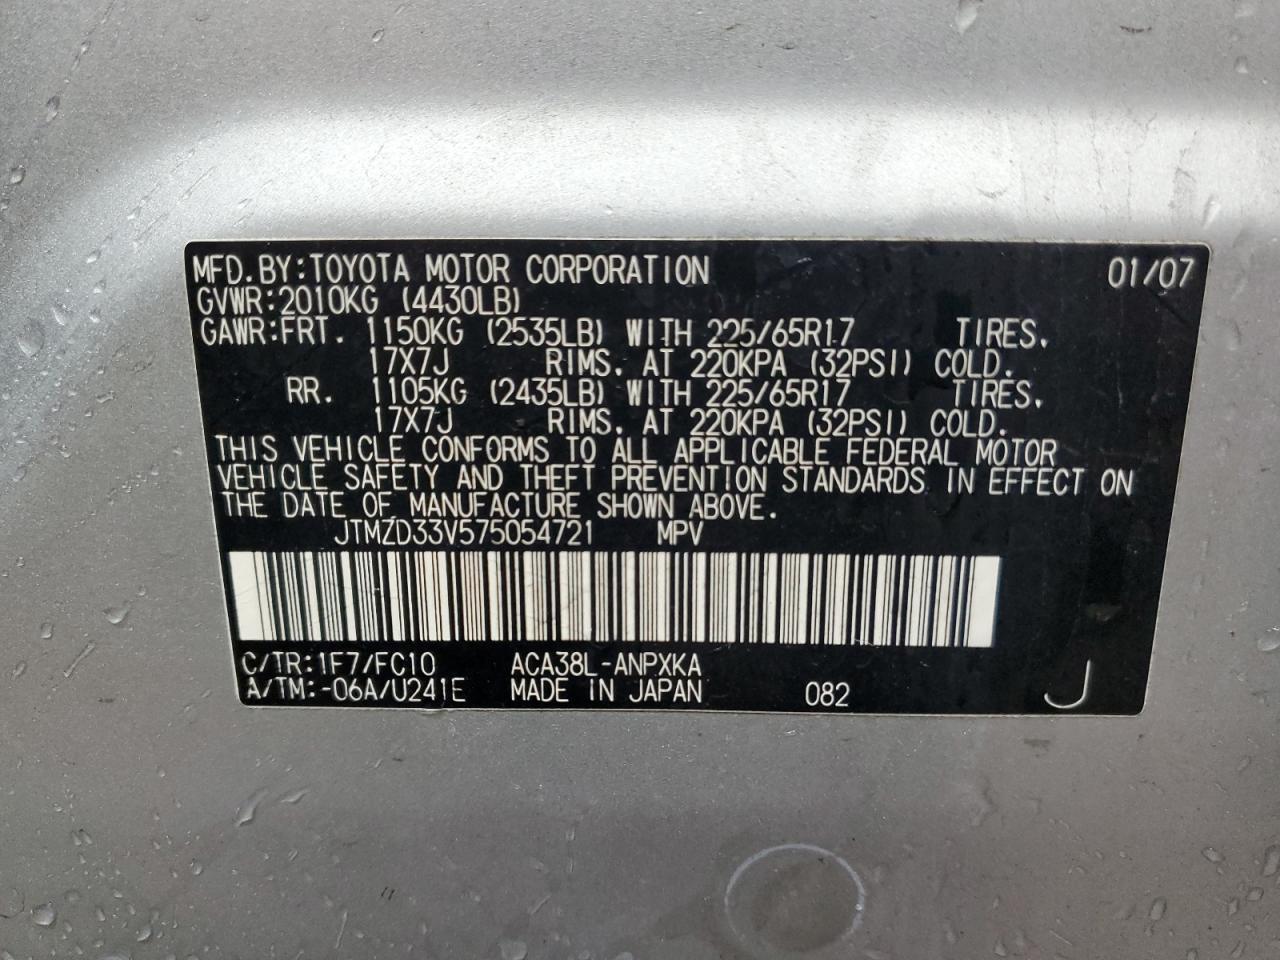 MFD.BY:TOYOTA MOTOR CORPORATION 01/07
GVWR:2010KG (4430LB)
GAWR:FRT. 1150KG (2535LB) WITH 225/65R17 TIRES.
17X7J RIMS. AT 220KPA (32PSI) COLD.
RR. 1105KG (2435LB) WITH 225/65R17 TIRES.
17X7J RIMS. AT 220KPA (32PSI) COLD.
THIS VEHICLE CONFORMS TO ALL APPLICABLE FEDERAL MOTOR
VEHICLE SAFETY AND THEFT PREVENTION STANDARDS IN EFFECT ON
THE DATE OF MANUFACTURE SHOWN ABOVE.
JTMZD33V575054721 MPV
C/TR:1F7/FC10 ACA38L-ANPXKA
A/TM:-06A/U241E MADE IN JAPAN 082 J